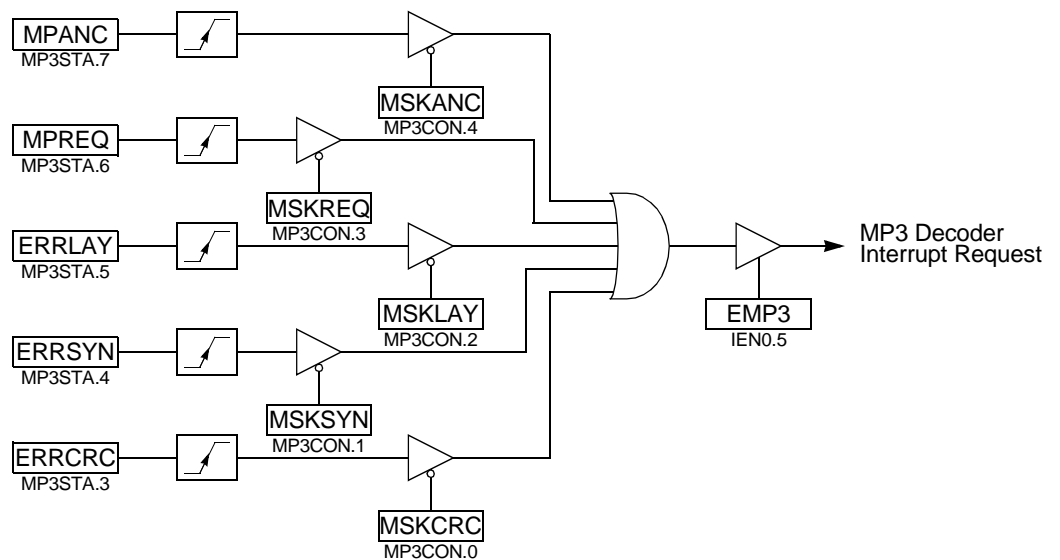 MPANC
MP3STA.7
MSKANC
MP3CON.4
MPREQ
MP3STA.6
MSKREQ
MP3CON.3
ERRLAY
MP3STA.5
MSKLAY
MP3CON.2
MP3 Decoder
Interrupt Request
EMP3
IEN0.5
ERRSYN
MP3STA.4
MSKSYN
MP3CON.1
ERRCRC
MP3STA.3
MSKCRC
MP3CON.0